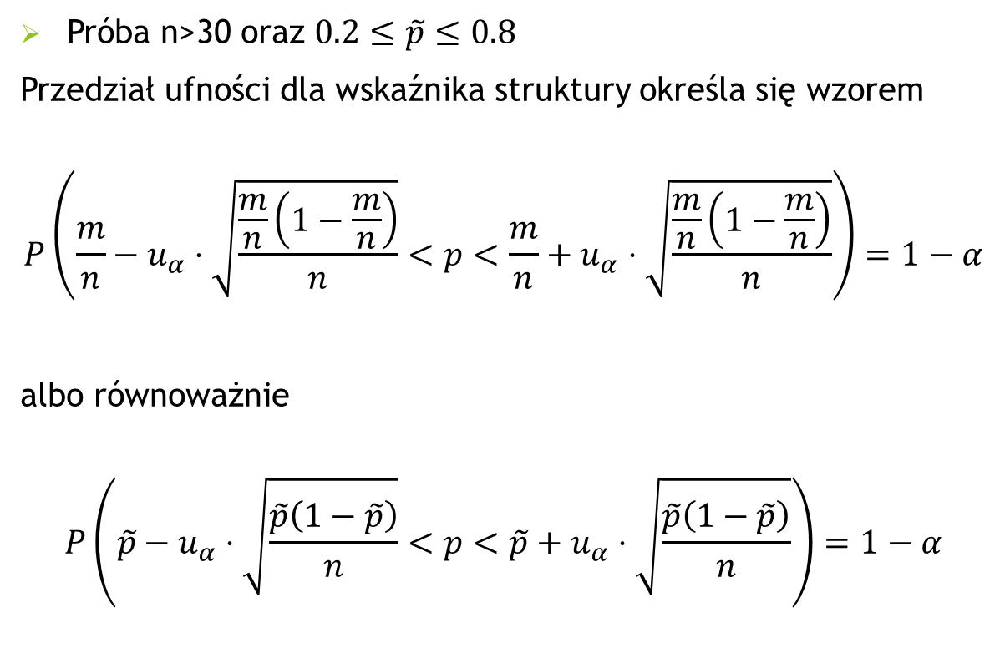 Próba n>30 oraz $0.2 \leq \tilde{p} \leq 0.8$
Przedział ufności dla wskaźnika struktury określa się wzorem
$P\left(\frac{m}{n} - u_{\alpha} \cdot \sqrt{\frac{\frac{m}{n}\left(1 - \frac{m}{n}\right)}{n}} < p < \frac{m}{n} + u_{\alpha} \cdot \sqrt{\frac{\frac{m}{n}\left(1 - \frac{m}{n}\right)}{n}}\right) = 1 - \alpha$
albo równoważnie
$P\left(\tilde{p} - u_{\alpha} \cdot \sqrt{\frac{\tilde{p}(1 - \tilde{p})}{n}} < p < \tilde{p} + u_{\alpha} \cdot \sqrt{\frac{\tilde{p}(1 - \tilde{p})}{n}}\right) = 1 - \alpha$